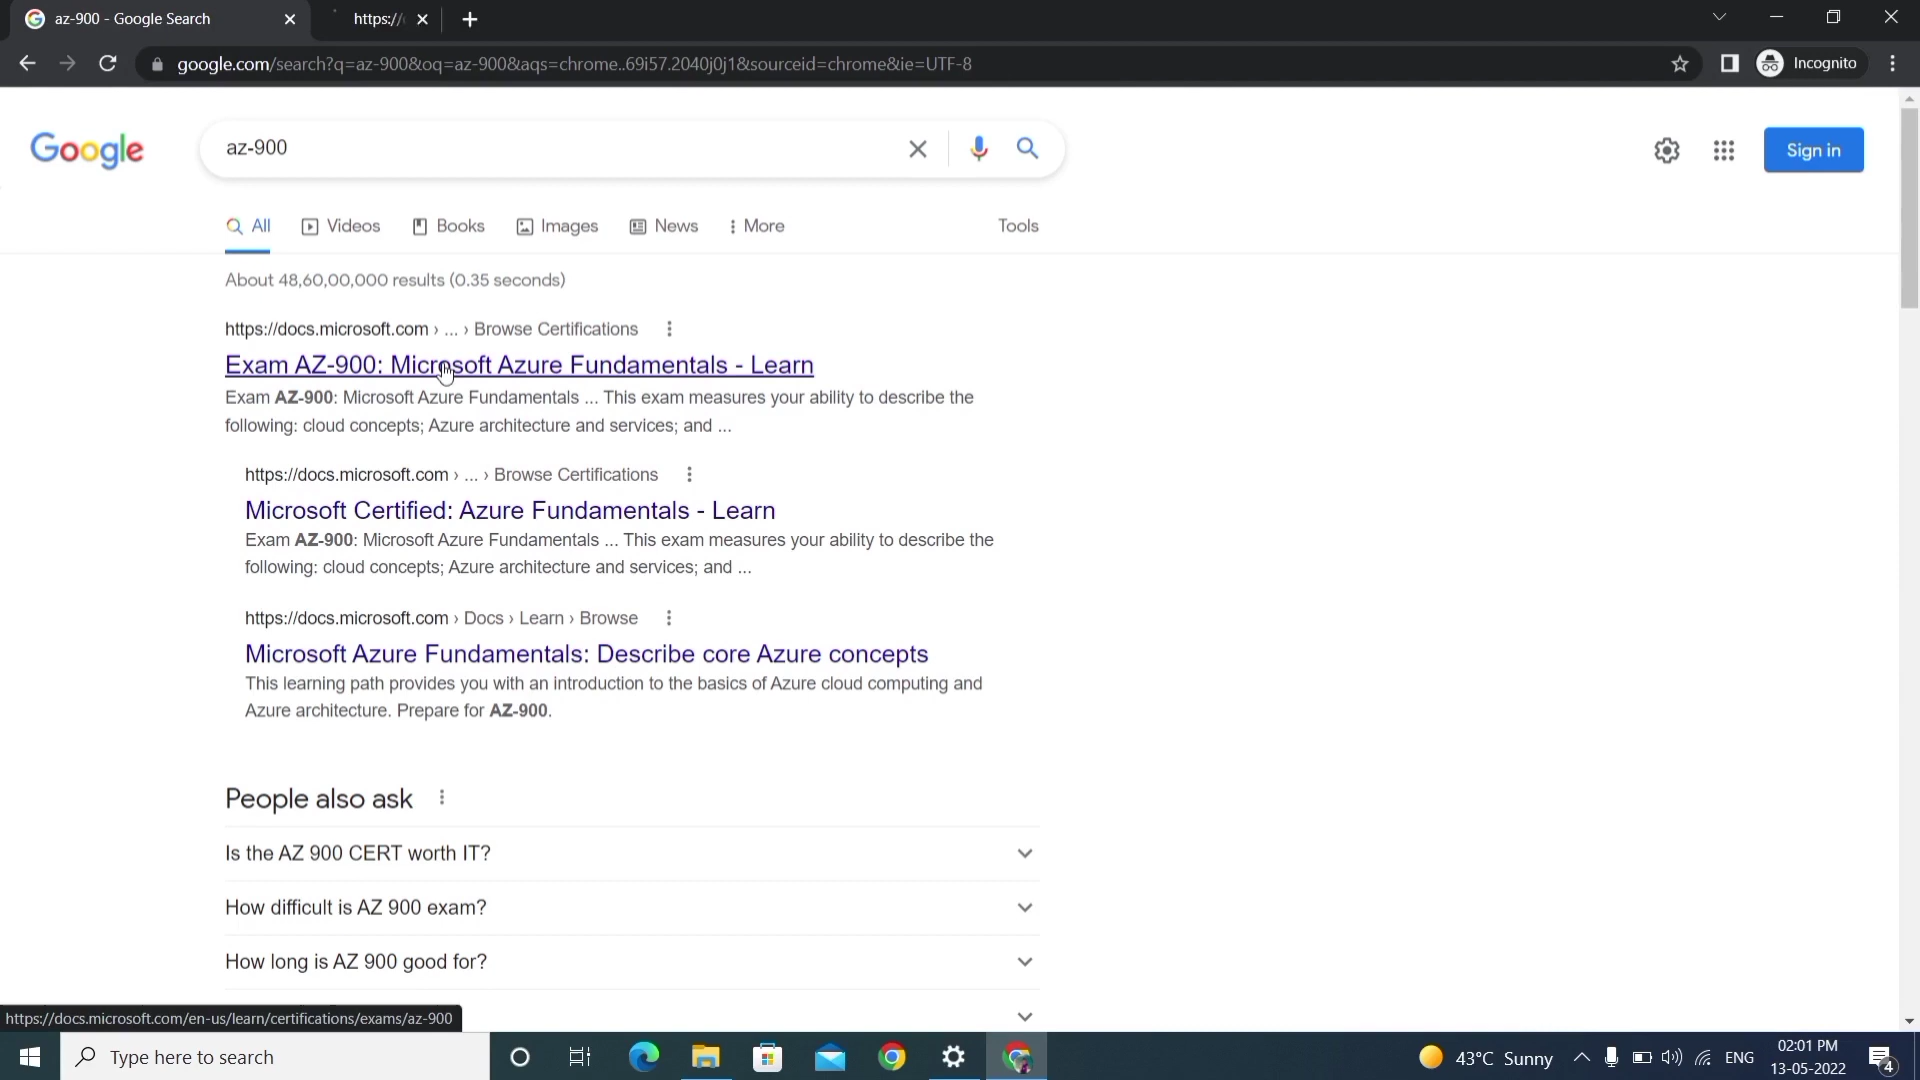 az-900 - Google Search
https://
google.com/search?q=az-900&oq=az-900&aqs=chrome..69i57.2040j0j1&sourceid=chrome&ie=UTF-8
Incognito
Google
az-900
Sign in
All
Videos
Books
Images
News
More
Tools
About 48,60,00,000 results (0.35 seconds)
https://docs.microsoft.com › ... › Browse Certifications
Exam AZ-900: Microsoft Azure Fundamentals - Learn
Exam AZ-900: Microsoft Azure Fundamentals ... This exam measures your ability to describe the
following: cloud concepts; Azure architecture and services; and ...
https://docs.microsoft.com › ... › Browse Certifications
Microsoft Certified: Azure Fundamentals - Learn
Exam AZ-900: Microsoft Azure Fundamentals ... This exam measures your ability to describe the
following: cloud concepts; Azure architecture and services; and ...
https://docs.microsoft.com › Docs › Learn › Browse
Microsoft Azure Fundamentals: Describe core Azure concepts
This learning path provides you with an introduction to the basics of Azure cloud computing and
Azure architecture. Prepare for AZ-900.
People also ask
Is the AZ 900 CERT worth IT?
How difficult is AZ 900 exam?
How long is AZ 900 good for?
https://docs.microsoft.com/en-us/learn/certifications/exams/az-900
Type here to search
43°C Sunny
ENG
02:01 PM
13-05-2022
4